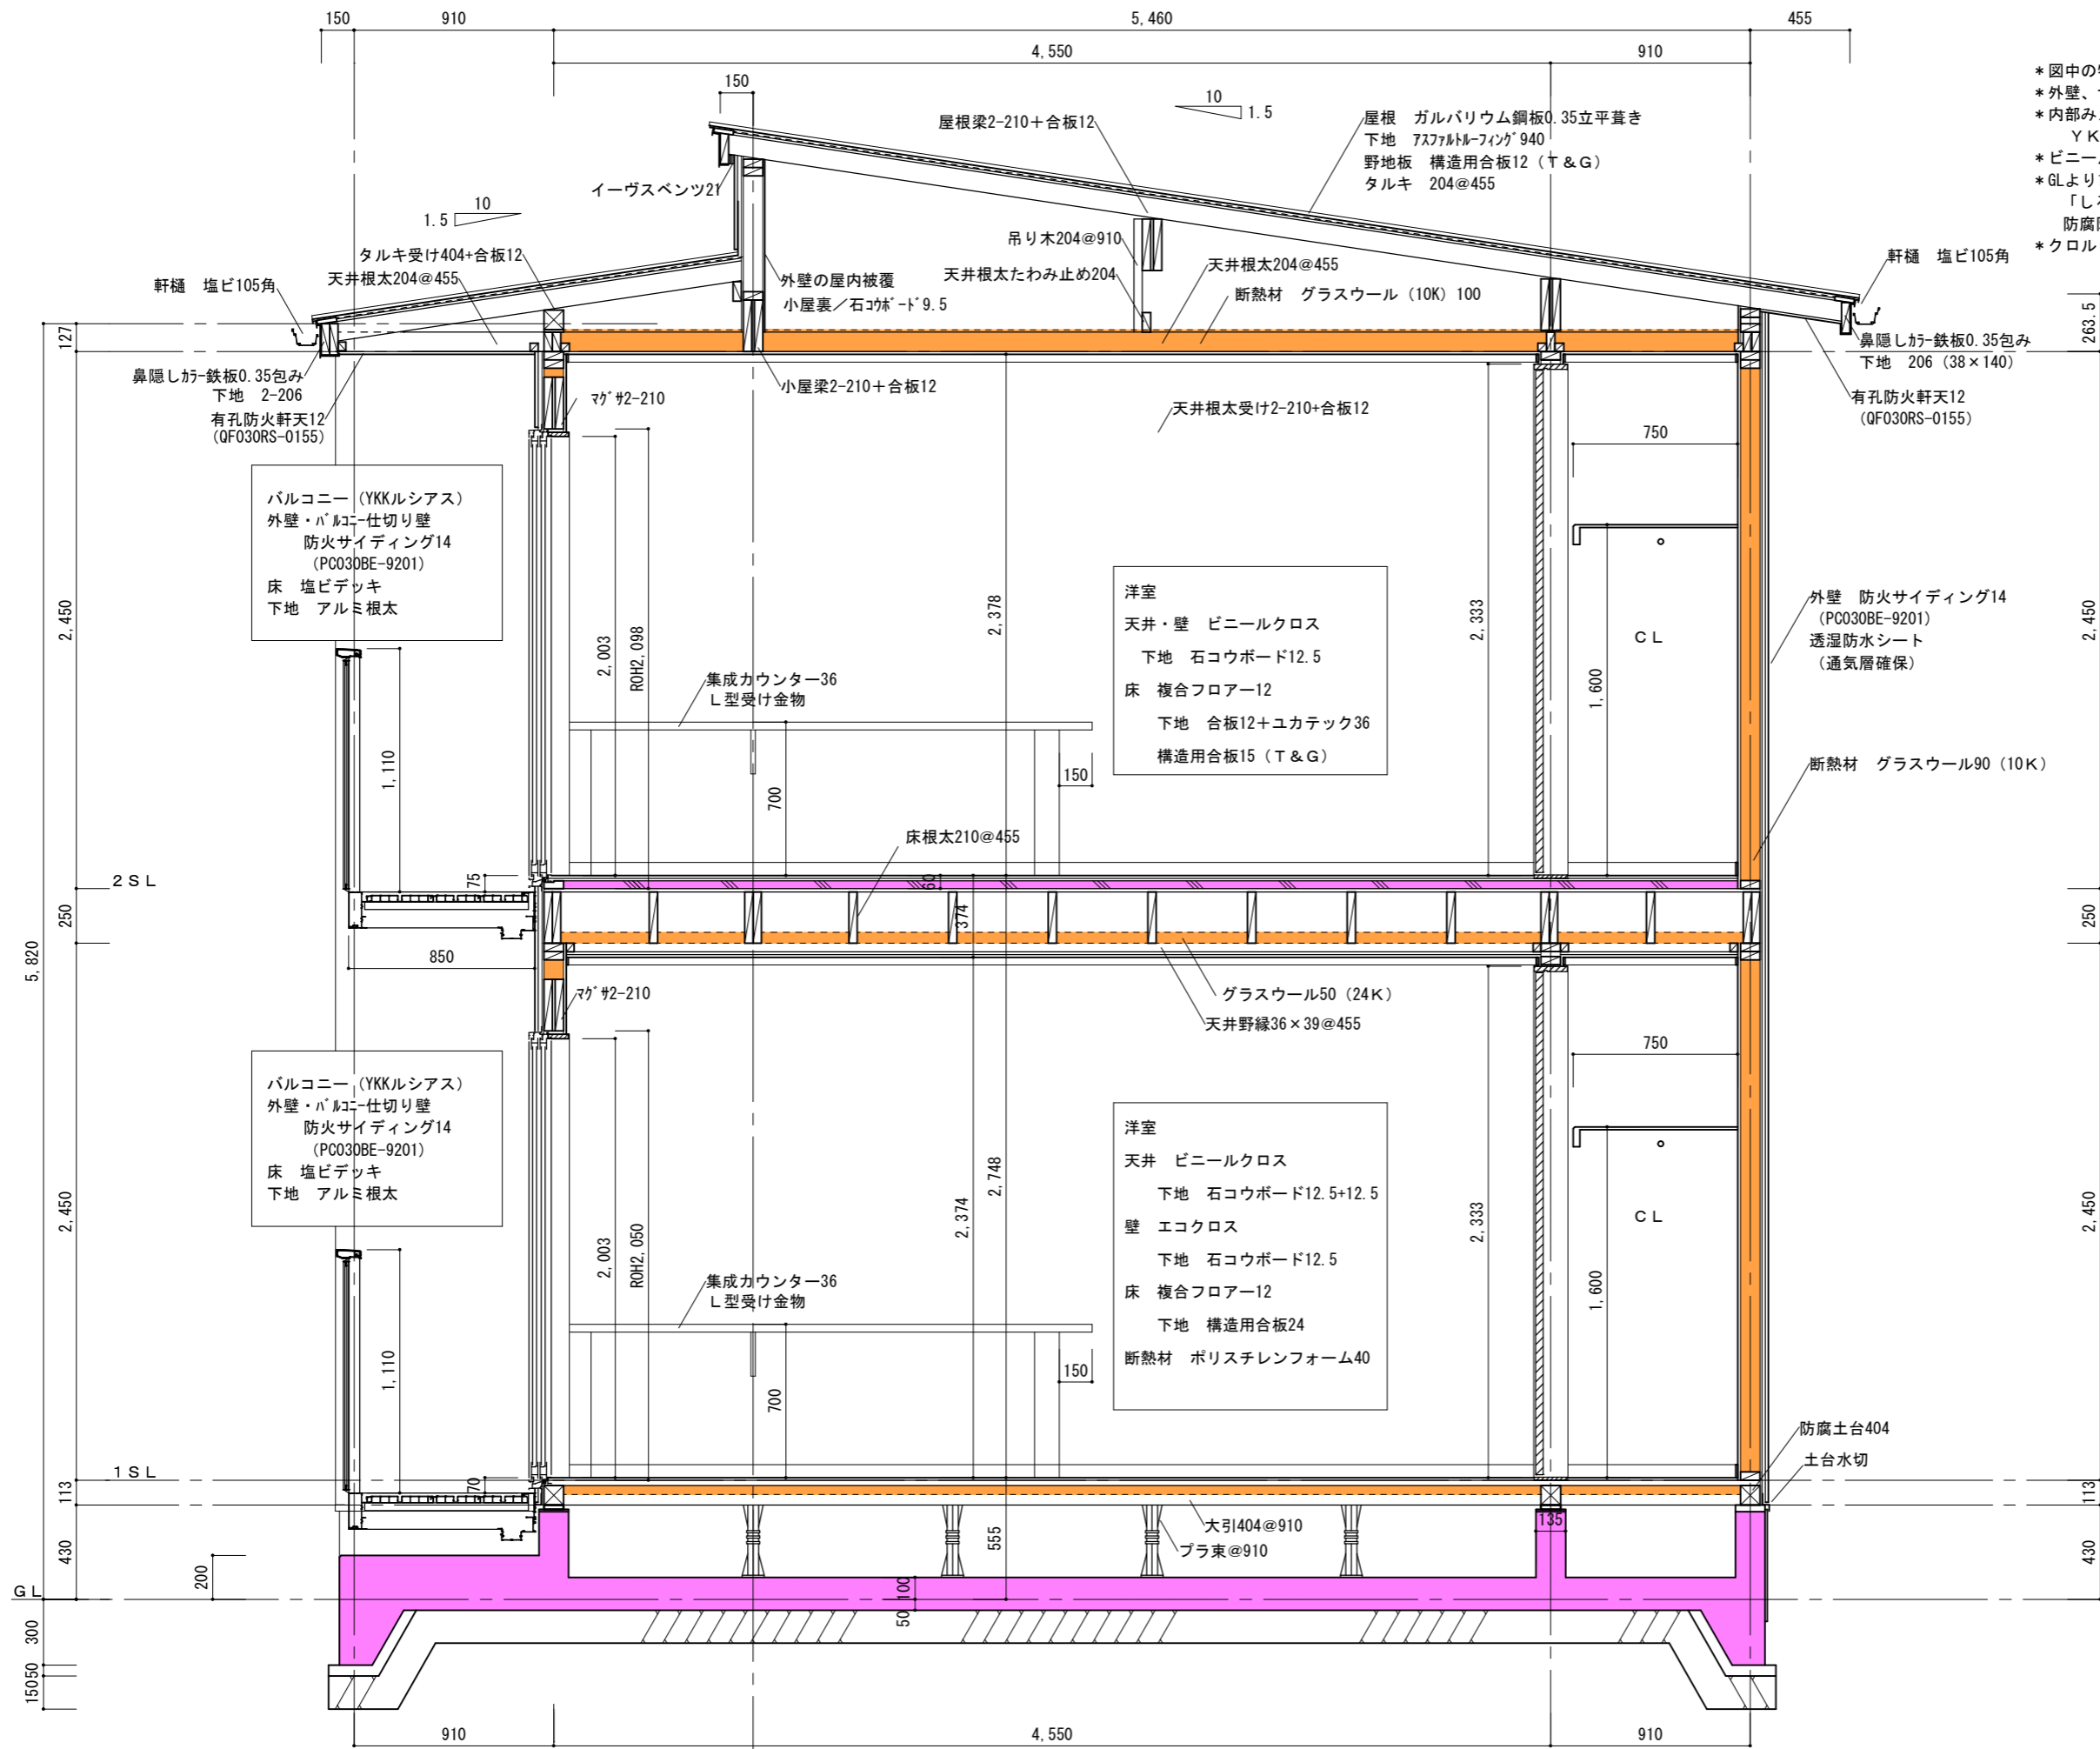 150
910
5,460
455
4,550
910
150
10
1.5
屋根梁2-210+合板12
屋根　ガルバリウム鋼板0.35立平葺き
下地　アスファルトルーフィング940
野地板　構造用合板12（T＆G）
タルキ　204@455
＊外壁、
＊内部み
YK
＊ビニー
＊GLより
「し
防腐
＊クロル
イーヴスベンツ21
10
1.5
タルキ受け404+合板12
天井根太204@455
軒樋　塩ビ105角
吊り木204@910
天井根太たわみ止め204
天井根太204@455
断熱材　グラスウール（10K）100
外壁の屋内被覆
小屋裏／石コウボード9.5
軒樋　塩ビ105角
127
263.5
鼻隠しカラー鉄板0.35包み
下地　2-206
有孔防火軒天12
(QF030RS-0155)
マグサ2-210
小屋梁2-210+合板12
天井根太受け2-210+合板12
鼻隠しカラー鉄板0.35包み
下地　206（38×140）
有孔防火軒天12
(QF030RS-0155)
750
バルコニー（YKKルシアス）
外壁・バルコニー仕切り壁
防火サイディング14
(PC030BE-9201)
床　塩ビデッキ
下地　アルミ根太
2,450
2,003
ROH2,098
2,378
2,333
1,600
CL
2,450
洋室
天井・壁　ビニールクロス
下地　石コウボード12.5
床　複合フロアー12
下地　合板12+ユカテック36
構造用合板15（T＆G）
外壁　防火サイディング14
(PC030BE-9201)
透湿防水シート
（通気層確保）
集成カウンター36
L型受け金物
1,110
700
150
断熱材　グラスウール90（10K）
床根太210@455
2SL
75
60
250
374
250
5,820
850
マグサ2-210
グラスウール50（24K）
天井野縁36×39@455
750
バルコニー（YKKルシアス）
外壁・バルコニー仕切り壁
防火サイディング14
(PC030BE-9201)
床　塩ビデッキ
下地　アルミ根太
2,450
2,003
ROH2,050
2,374
2,748
2,333
1,600
CL
2,450
洋室
天井　ビニールクロス
下地　石コウボード12.5+12.5
壁　エコクロス
下地　石コウボード12.5
床　複合フロアー12
下地　構造用合板24
断熱材　ポリスチレンフォーム40
集成カウンター36
L型受け金物
1,110
700
150
防腐土台404
土台水切
1SL
70
113
113
大引404@910
プラ束@910
135
430
555
430
200
GL
100
50
300
50
150
910
4,550
910